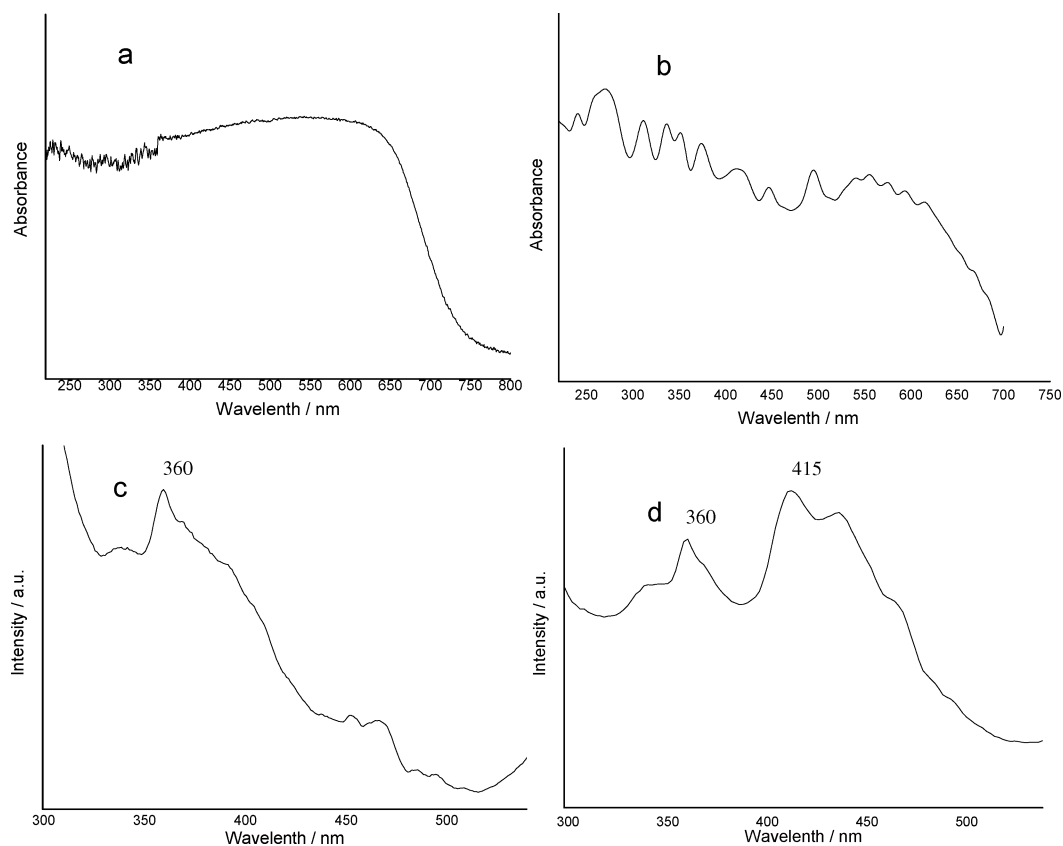 a
Absorbance
250 300 350 400 450 500 550 600 650 700 750 800
Wavelenth / nm
b
Absorbance
250 300 350 400 450 500 550 600 650 700 750
Wavelenth / nm
360
c
Intensity / a.u.
300 350 400 450 500
Wavelenth / nm
415
d 360
Intensity / a.u.
300 350 400 450 500
Wavelenth / nm